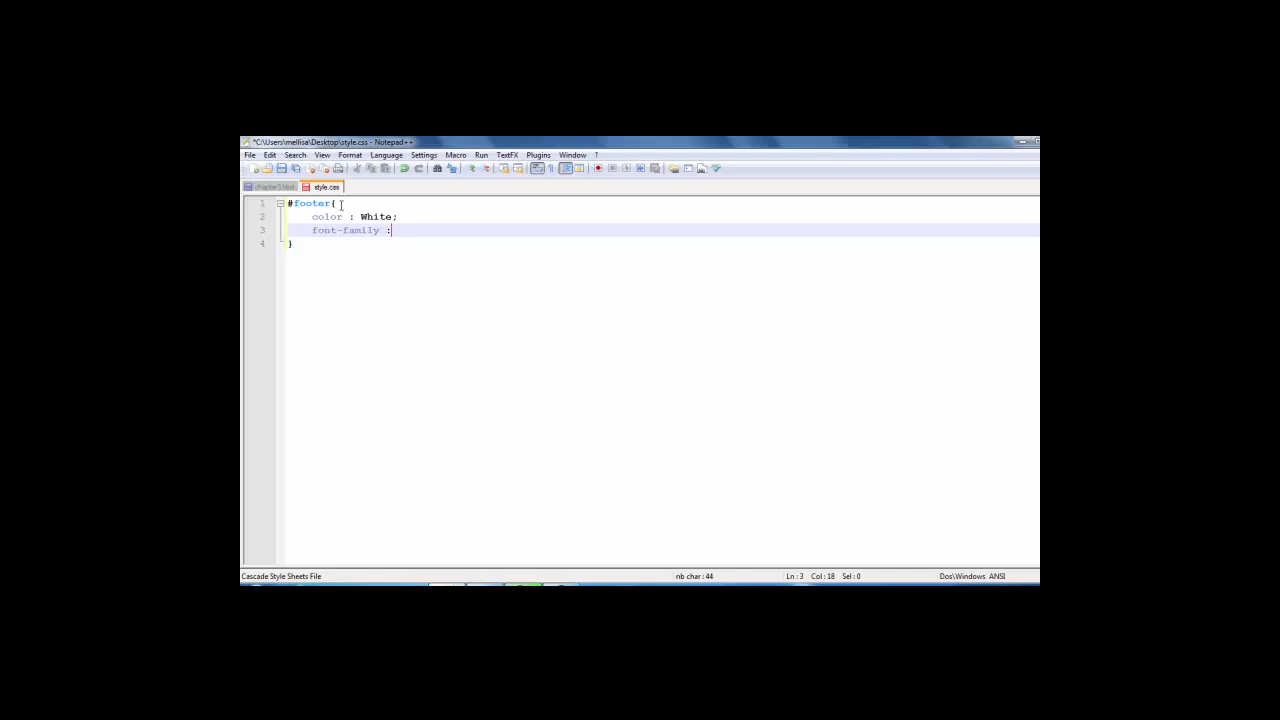 *C:\Users\mellisa\Desktop\style.css - Notepad++
File Edit Search View Format Language Settings Macro Run TextFX Plugins Window ?
chapter3.html style.css
1 #footer{
2 color : White;
3 font-family :
4 }
Cascade Style Sheets File nb char : 44 Ln : 3 Col : 18 Sel : 0 Dos\Windows ANSI